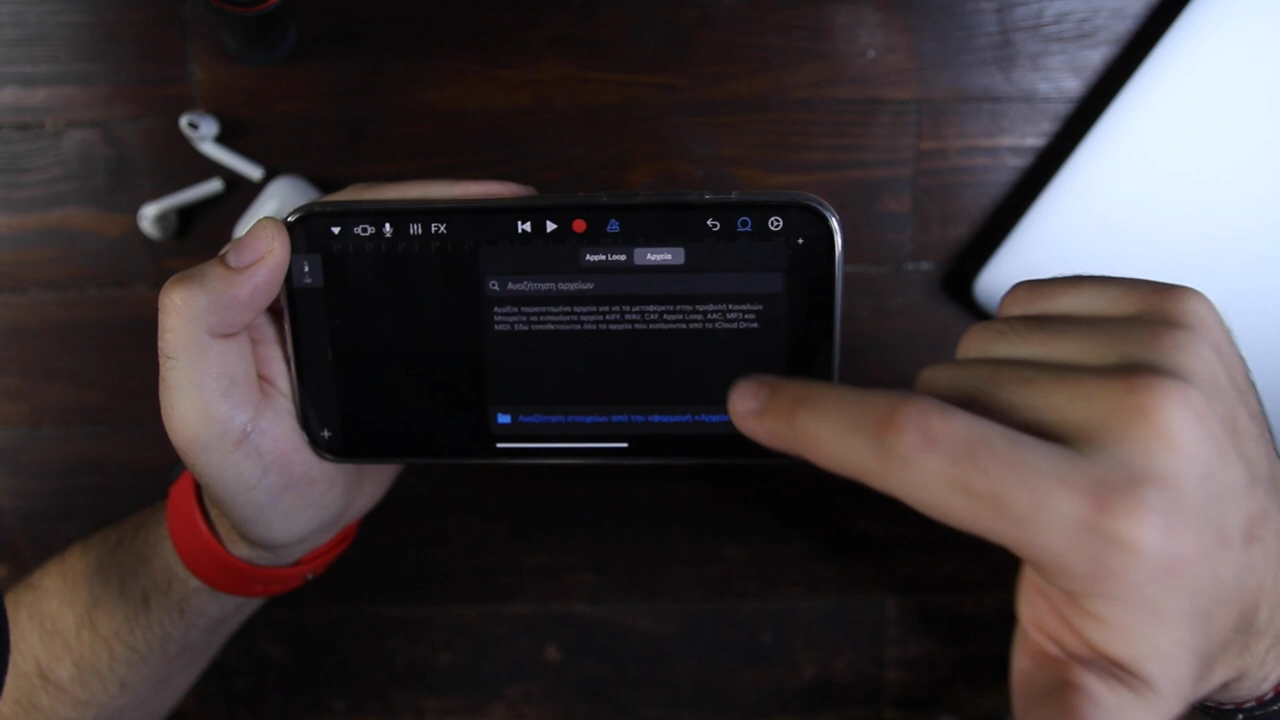 FX
Apple Loop Αρχεία
Αναζήτηση αρχείων
Αγγίξτε παρατεταμένα αρχεία για να τα μεταφέρετε στην προβολή Καναλιών.
Μπορείτε να εισαγάγετε αρχεία AIFF, WAV, CAF, Apple Loop, AAC, MP3 και
MIDI. Εδώ τοποθετούνται όλα τα αρχεία που εισάγονται από το iCloud Drive.
Αναζήτηση στοιχείων από την εφαρμογή «Αρχεία